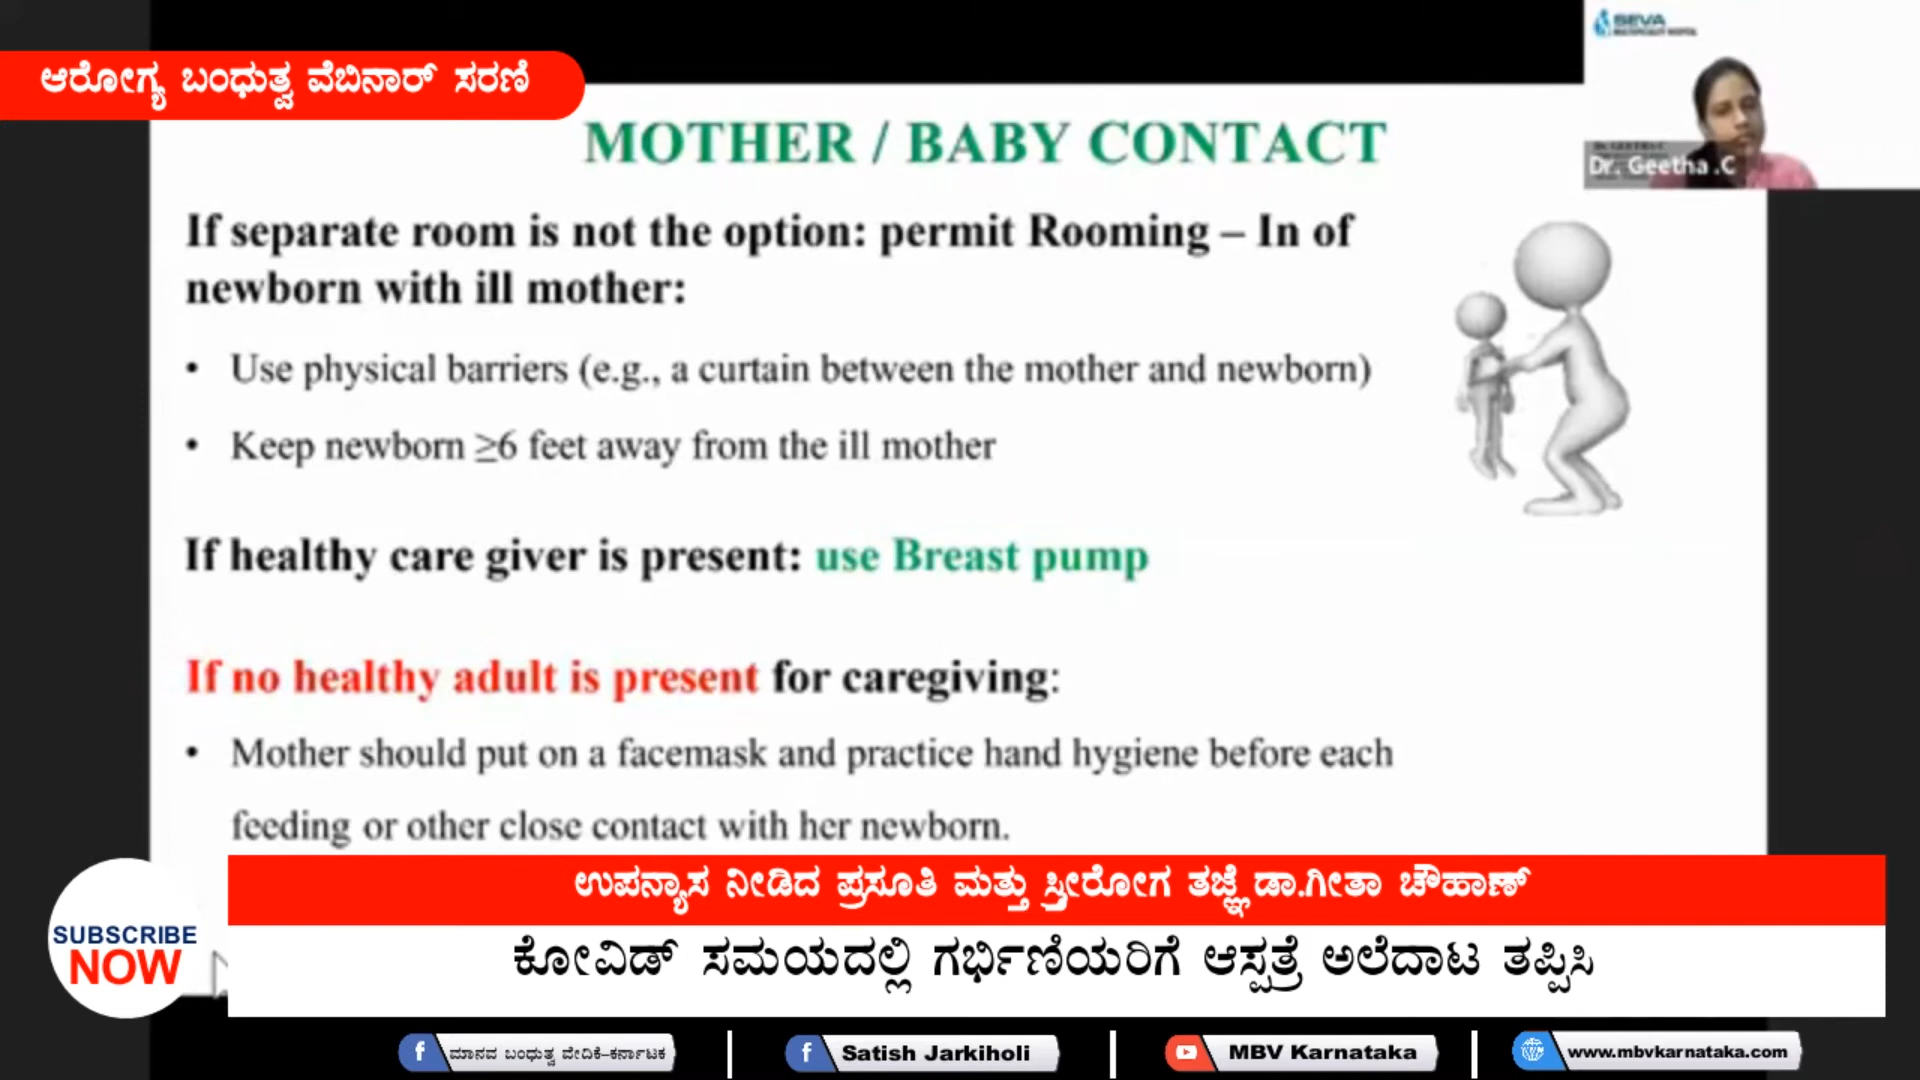 SEVA
ಆರೋಗ್ಯ ಬಂಧುತ್ವ ವೆಬಿನಾರ್ ಸರಣಿ
MOTHER / BABY CONTACT
Dr. Geetha .C
If separate room is not the option: permit Rooming – In of
newborn with ill mother:
• Use physical barriers (e.g., a curtain between the mother and newborn)
• Keep newborn ≥6 feet away from the ill mother
If healthy care giver is present: use Breast pump
If no healthy adult is present for caregiving:
• Mother should put on a facemask and practice hand hygiene before each
feeding or other close contact with her newborn.
ಉಪನ್ಯಾಸ ನೀಡಿದ ಪ್ರಸೂತಿ ಮತ್ತು ಸ್ತ್ರೀರೋಗ ತಜ್ಞೆ ಡಾ.ಗೀತಾ ಚೌಹಾಣ್
SUBSCRIBE
NOW
ಕೋವಿಡ್ ಸಮಯದಲ್ಲಿ ಗರ್ಭಿಣಿಯರಿಗೆ ಆಸ್ಪತ್ರೆ ಅಲೆದಾಟ ತಪ್ಪಿಸಿ
f ಮಾನವ ಬಂಧುತ್ವ ವೇದಿಕೆ–ಕರ್ನಾಟಕ
f Satish Jarkiholi
MBV Karnataka
www.mbvkarnataka.com